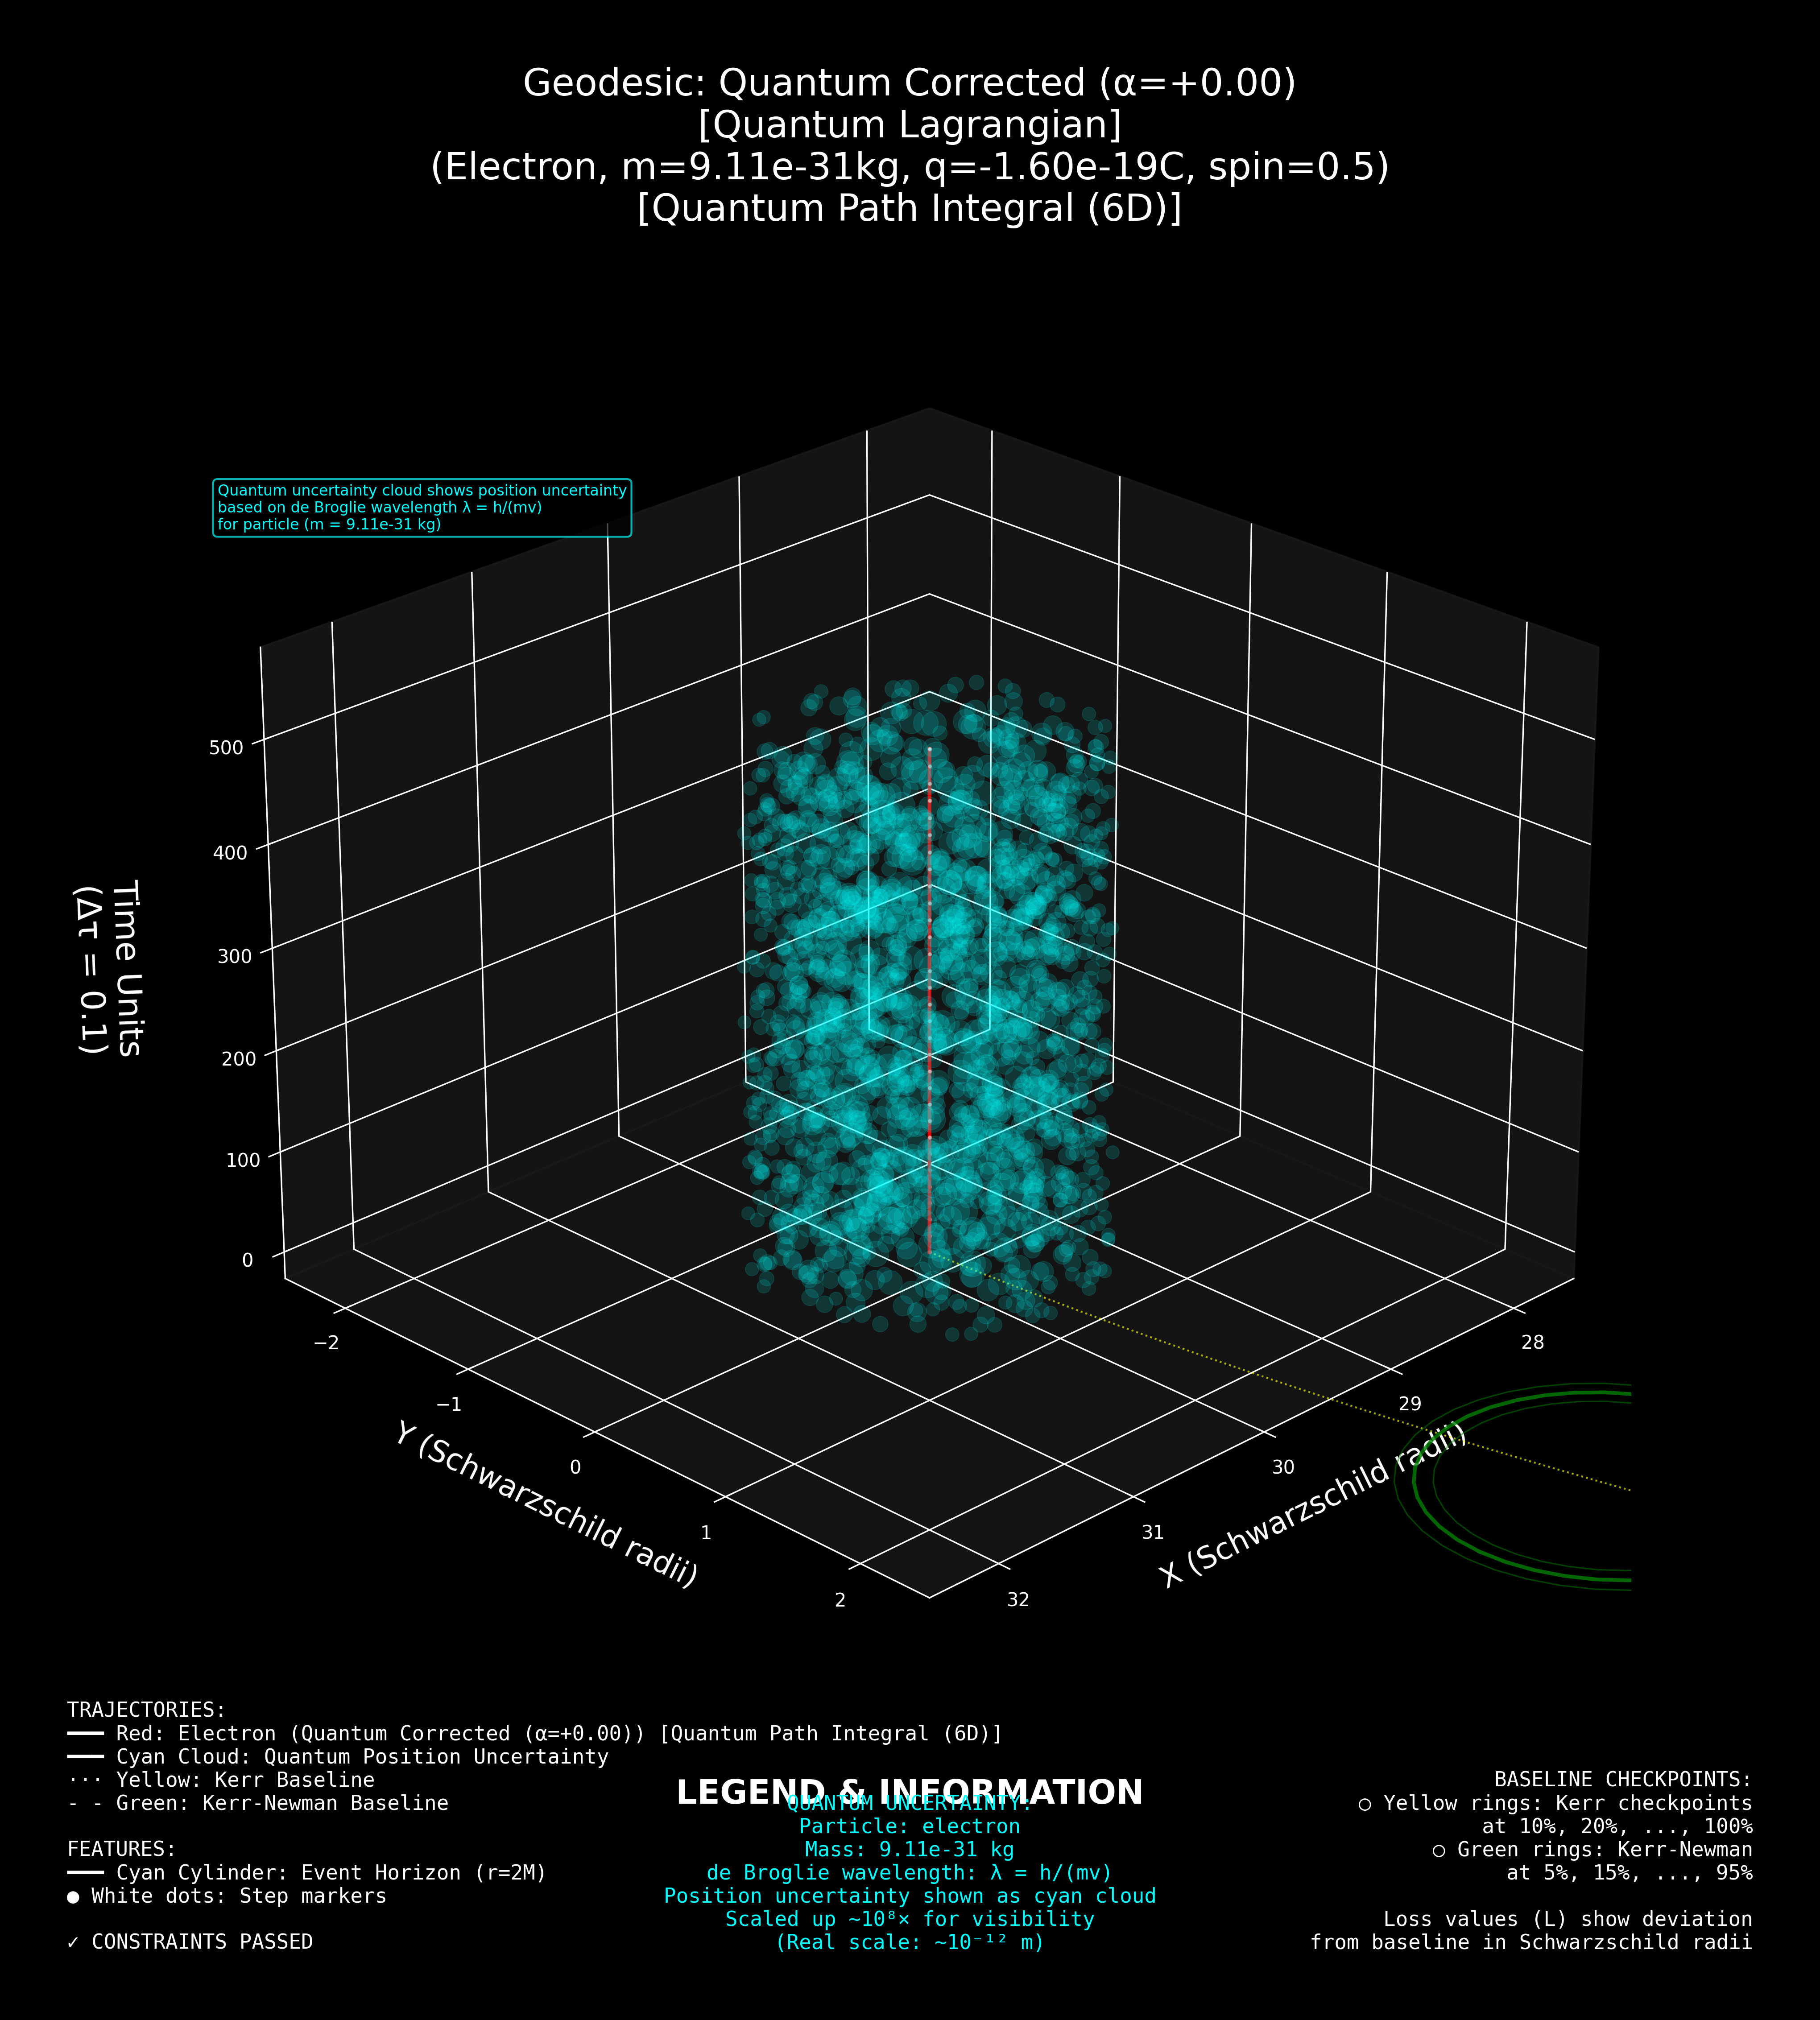 Geodesic: Quantum Corrected (α=+0.00)
[Quantum Lagrangian]
(Electron, m=9.11e-31kg, q=-1.60e-19C, spin=0.5)
[Quantum Path Integral (6D)]
Quantum uncertainty cloud shows position uncertainty
based on de Broglie wavelength λ = h/(mv)
for particle (m = 9.11e-31 kg)
500
400
300
200
100
0
Time Units
(Δτ = 0.1)
−2
−1
0
1
2
Y (Schwarzschild radii)
28
29
30
31
32
X (Schwarzschild radii)
TRAJECTORIES:
Red: Electron (Quantum Corrected (α=+0.00)) [Quantum Path Integral (6D)]
Cyan Cloud: Quantum Position Uncertainty
··· Yellow: Kerr Baseline
- - Green: Kerr-Newman Baseline
FEATURES:
Cyan Cylinder: Event Horizon (r=2M)
● White dots: Step markers
✓ CONSTRAINTS PASSED
LEGEND & INFORMATION
QUANTUM UNCERTAINTY:
Particle: electron
Mass: 9.11e-31 kg
de Broglie wavelength: λ = h/(mv)
Position uncertainty shown as cyan cloud
Scaled up ~10⁸× for visibility
(Real scale: ~10⁻¹² m)
BASELINE CHECKPOINTS:
○ Yellow rings: Kerr checkpoints
at 10%, 20%, ..., 100%
○ Green rings: Kerr-Newman
at 5%, 15%, ..., 95%
Loss values (L) show deviation
from baseline in Schwarzschild radii